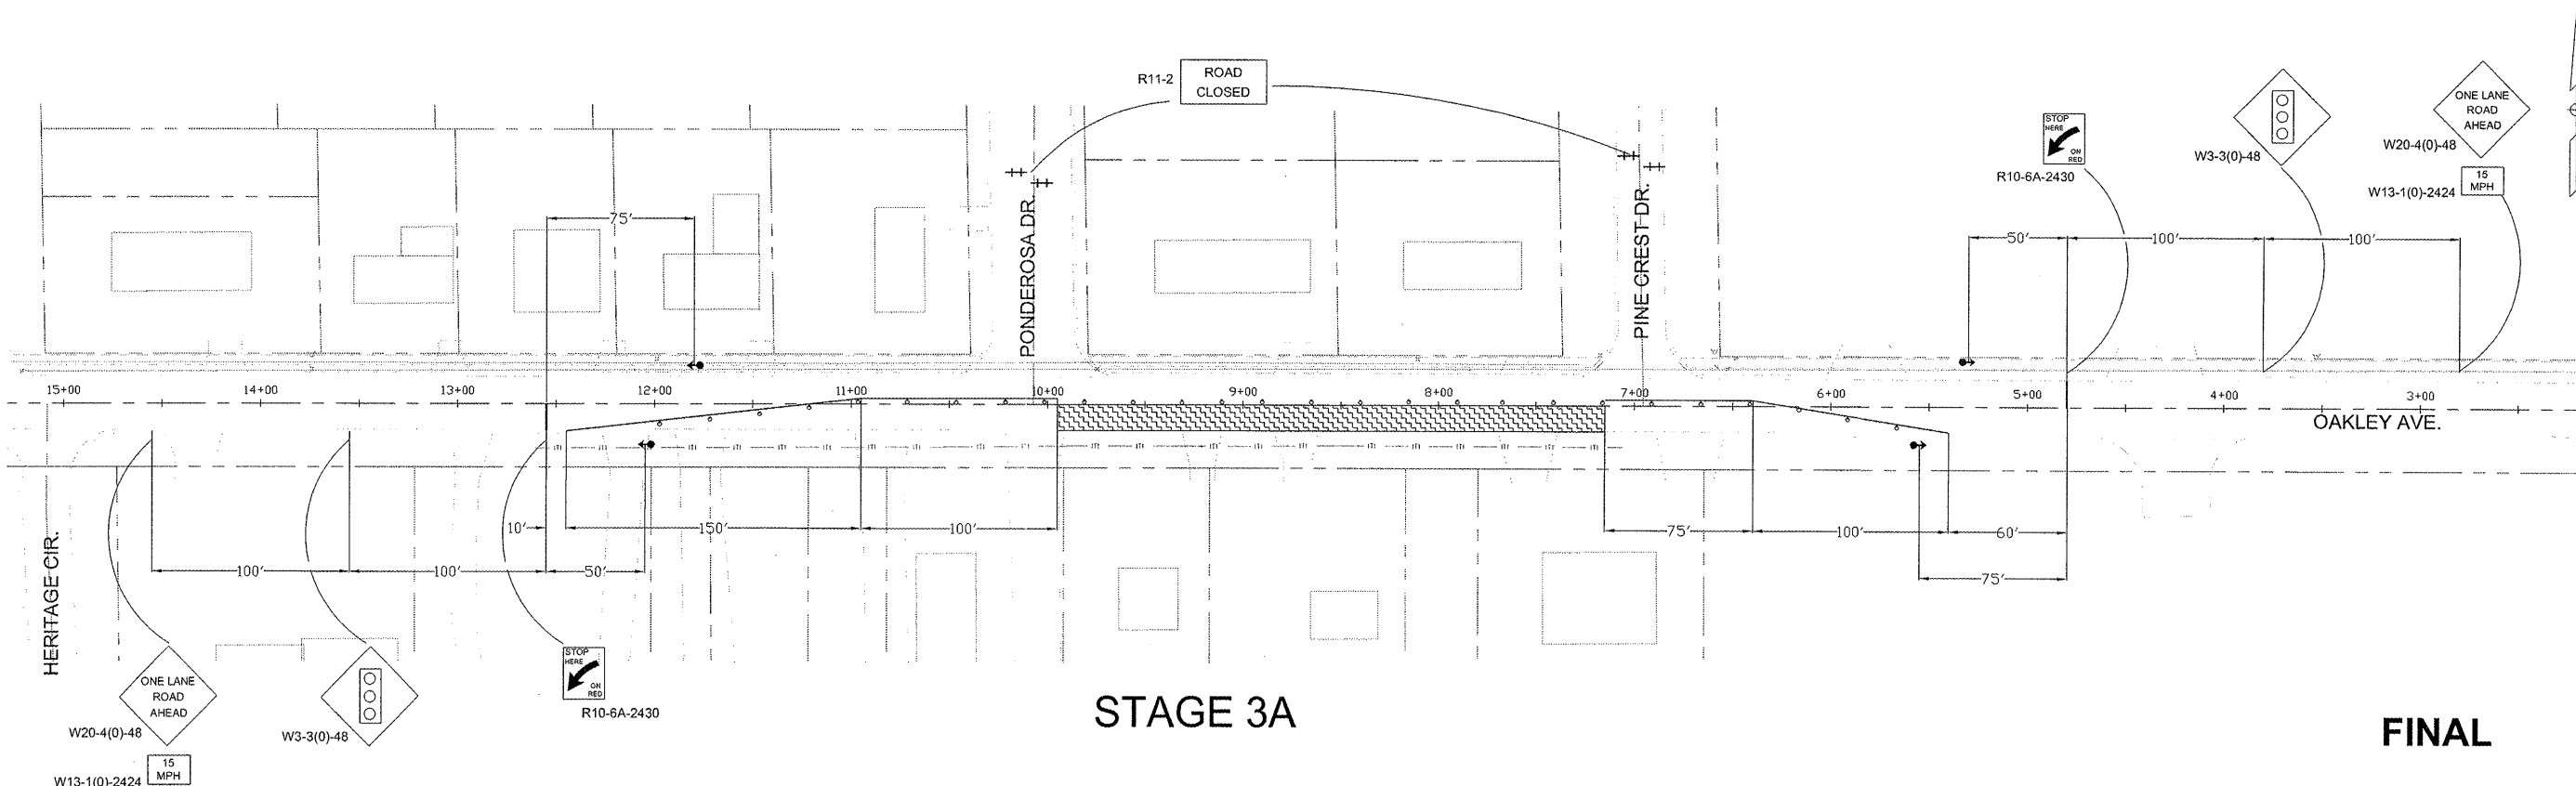 R11-2
ROAD
CLOSED
STOP
HERE
ON
RED
R10-6A-2430
W3-3(0)-48
ONE LANE
ROAD
AHEAD
W20-4(0)-48
15
MPH
W13-1(0)-2424
75'
PONDEROSA DR.
PINE CREST DR.
50'
100'
100'
15+00
14+00
13+00
12+00
11+00
10+00
9+00
8+00
7+00
6+00
5+00
4+00
3+00
OAKLEY AVE.
10'
150'
100'
75'
100'
60'
100'
100'
50'
75'
HERITAGE CIR.
ONE LANE
ROAD
AHEAD
W20-4(0)-48
15
MPH
W13-1(0)-2424
W3-3(0)-48
STOP
HERE
ON
RED
R10-6A-2430
STAGE 3A
FINAL